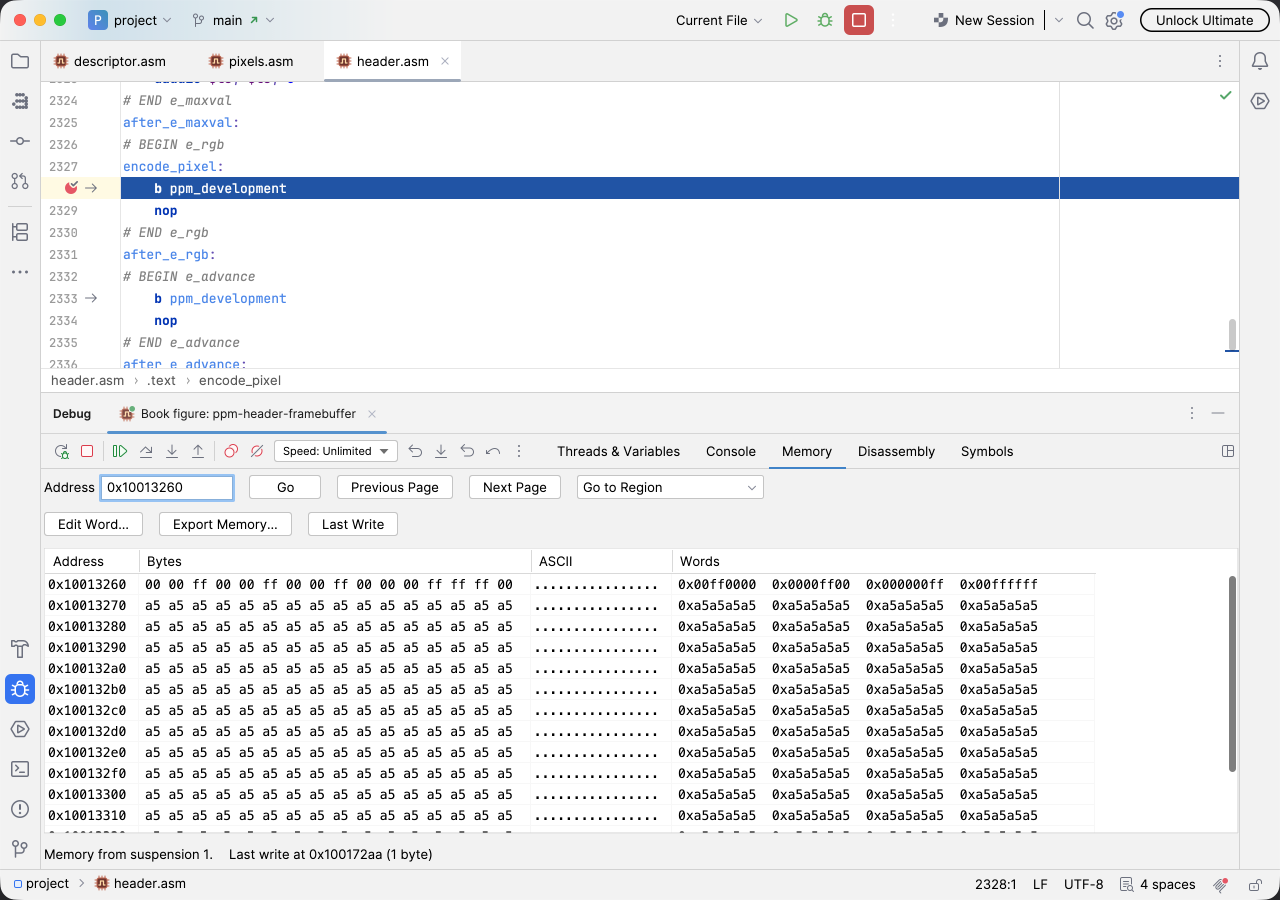 P project main Current File New Session Unlock Ultimate
descriptor.asm pixels.asm header.asm
2324 # END e_maxval
2325 after_e_maxval:
2326 # BEGIN e_rgb
2327 encode_pixel:
b ppm_development
2329 nop
2330 # END e_rgb
2331 after_e_rgb:
2332 # BEGIN e_advance
2333 b ppm_development
2334 nop
2335 # END e_advance
2336 after_e_advance:
header.asm › .text › encode_pixel
Debug Book figure: ppm-header-framebuffer
Speed: Unlimited Threads & Variables Console Memory Disassembly Symbols
Address 0x10013260 Go Previous Page Next Page Go to Region
Edit Word... Export Memory... Last Write
Address Bytes ASCII Words
0x10013260 00 00 ff 00 00 ff 00 00 ff 00 00 00 ff ff ff 00 ................ 0x00ff0000 0x0000ff00 0x000000ff 0x00ffffff
0x10013270 a5 a5 a5 a5 a5 a5 a5 a5 a5 a5 a5 a5 a5 a5 a5 a5 ................ 0xa5a5a5a5 0xa5a5a5a5 0xa5a5a5a5 0xa5a5a5a5
0x10013280 a5 a5 a5 a5 a5 a5 a5 a5 a5 a5 a5 a5 a5 a5 a5 a5 ................ 0xa5a5a5a5 0xa5a5a5a5 0xa5a5a5a5 0xa5a5a5a5
0x10013290 a5 a5 a5 a5 a5 a5 a5 a5 a5 a5 a5 a5 a5 a5 a5 a5 ................ 0xa5a5a5a5 0xa5a5a5a5 0xa5a5a5a5 0xa5a5a5a5
0x100132a0 a5 a5 a5 a5 a5 a5 a5 a5 a5 a5 a5 a5 a5 a5 a5 a5 ................ 0xa5a5a5a5 0xa5a5a5a5 0xa5a5a5a5 0xa5a5a5a5
0x100132b0 a5 a5 a5 a5 a5 a5 a5 a5 a5 a5 a5 a5 a5 a5 a5 a5 ................ 0xa5a5a5a5 0xa5a5a5a5 0xa5a5a5a5 0xa5a5a5a5
0x100132c0 a5 a5 a5 a5 a5 a5 a5 a5 a5 a5 a5 a5 a5 a5 a5 a5 ................ 0xa5a5a5a5 0xa5a5a5a5 0xa5a5a5a5 0xa5a5a5a5
0x100132d0 a5 a5 a5 a5 a5 a5 a5 a5 a5 a5 a5 a5 a5 a5 a5 a5 ................ 0xa5a5a5a5 0xa5a5a5a5 0xa5a5a5a5 0xa5a5a5a5
0x100132e0 a5 a5 a5 a5 a5 a5 a5 a5 a5 a5 a5 a5 a5 a5 a5 a5 ................ 0xa5a5a5a5 0xa5a5a5a5 0xa5a5a5a5 0xa5a5a5a5
0x100132f0 a5 a5 a5 a5 a5 a5 a5 a5 a5 a5 a5 a5 a5 a5 a5 a5 ................ 0xa5a5a5a5 0xa5a5a5a5 0xa5a5a5a5 0xa5a5a5a5
0x10013300 a5 a5 a5 a5 a5 a5 a5 a5 a5 a5 a5 a5 a5 a5 a5 a5 ................ 0xa5a5a5a5 0xa5a5a5a5 0xa5a5a5a5 0xa5a5a5a5
0x10013310 a5 a5 a5 a5 a5 a5 a5 a5 a5 a5 a5 a5 a5 a5 a5 a5 ................ 0xa5a5a5a5 0xa5a5a5a5 0xa5a5a5a5 0xa5a5a5a5
Memory from suspension 1. Last write at 0x100172aa (1 byte)
project › header.asm 2328:1 LF UTF-8 4 spaces